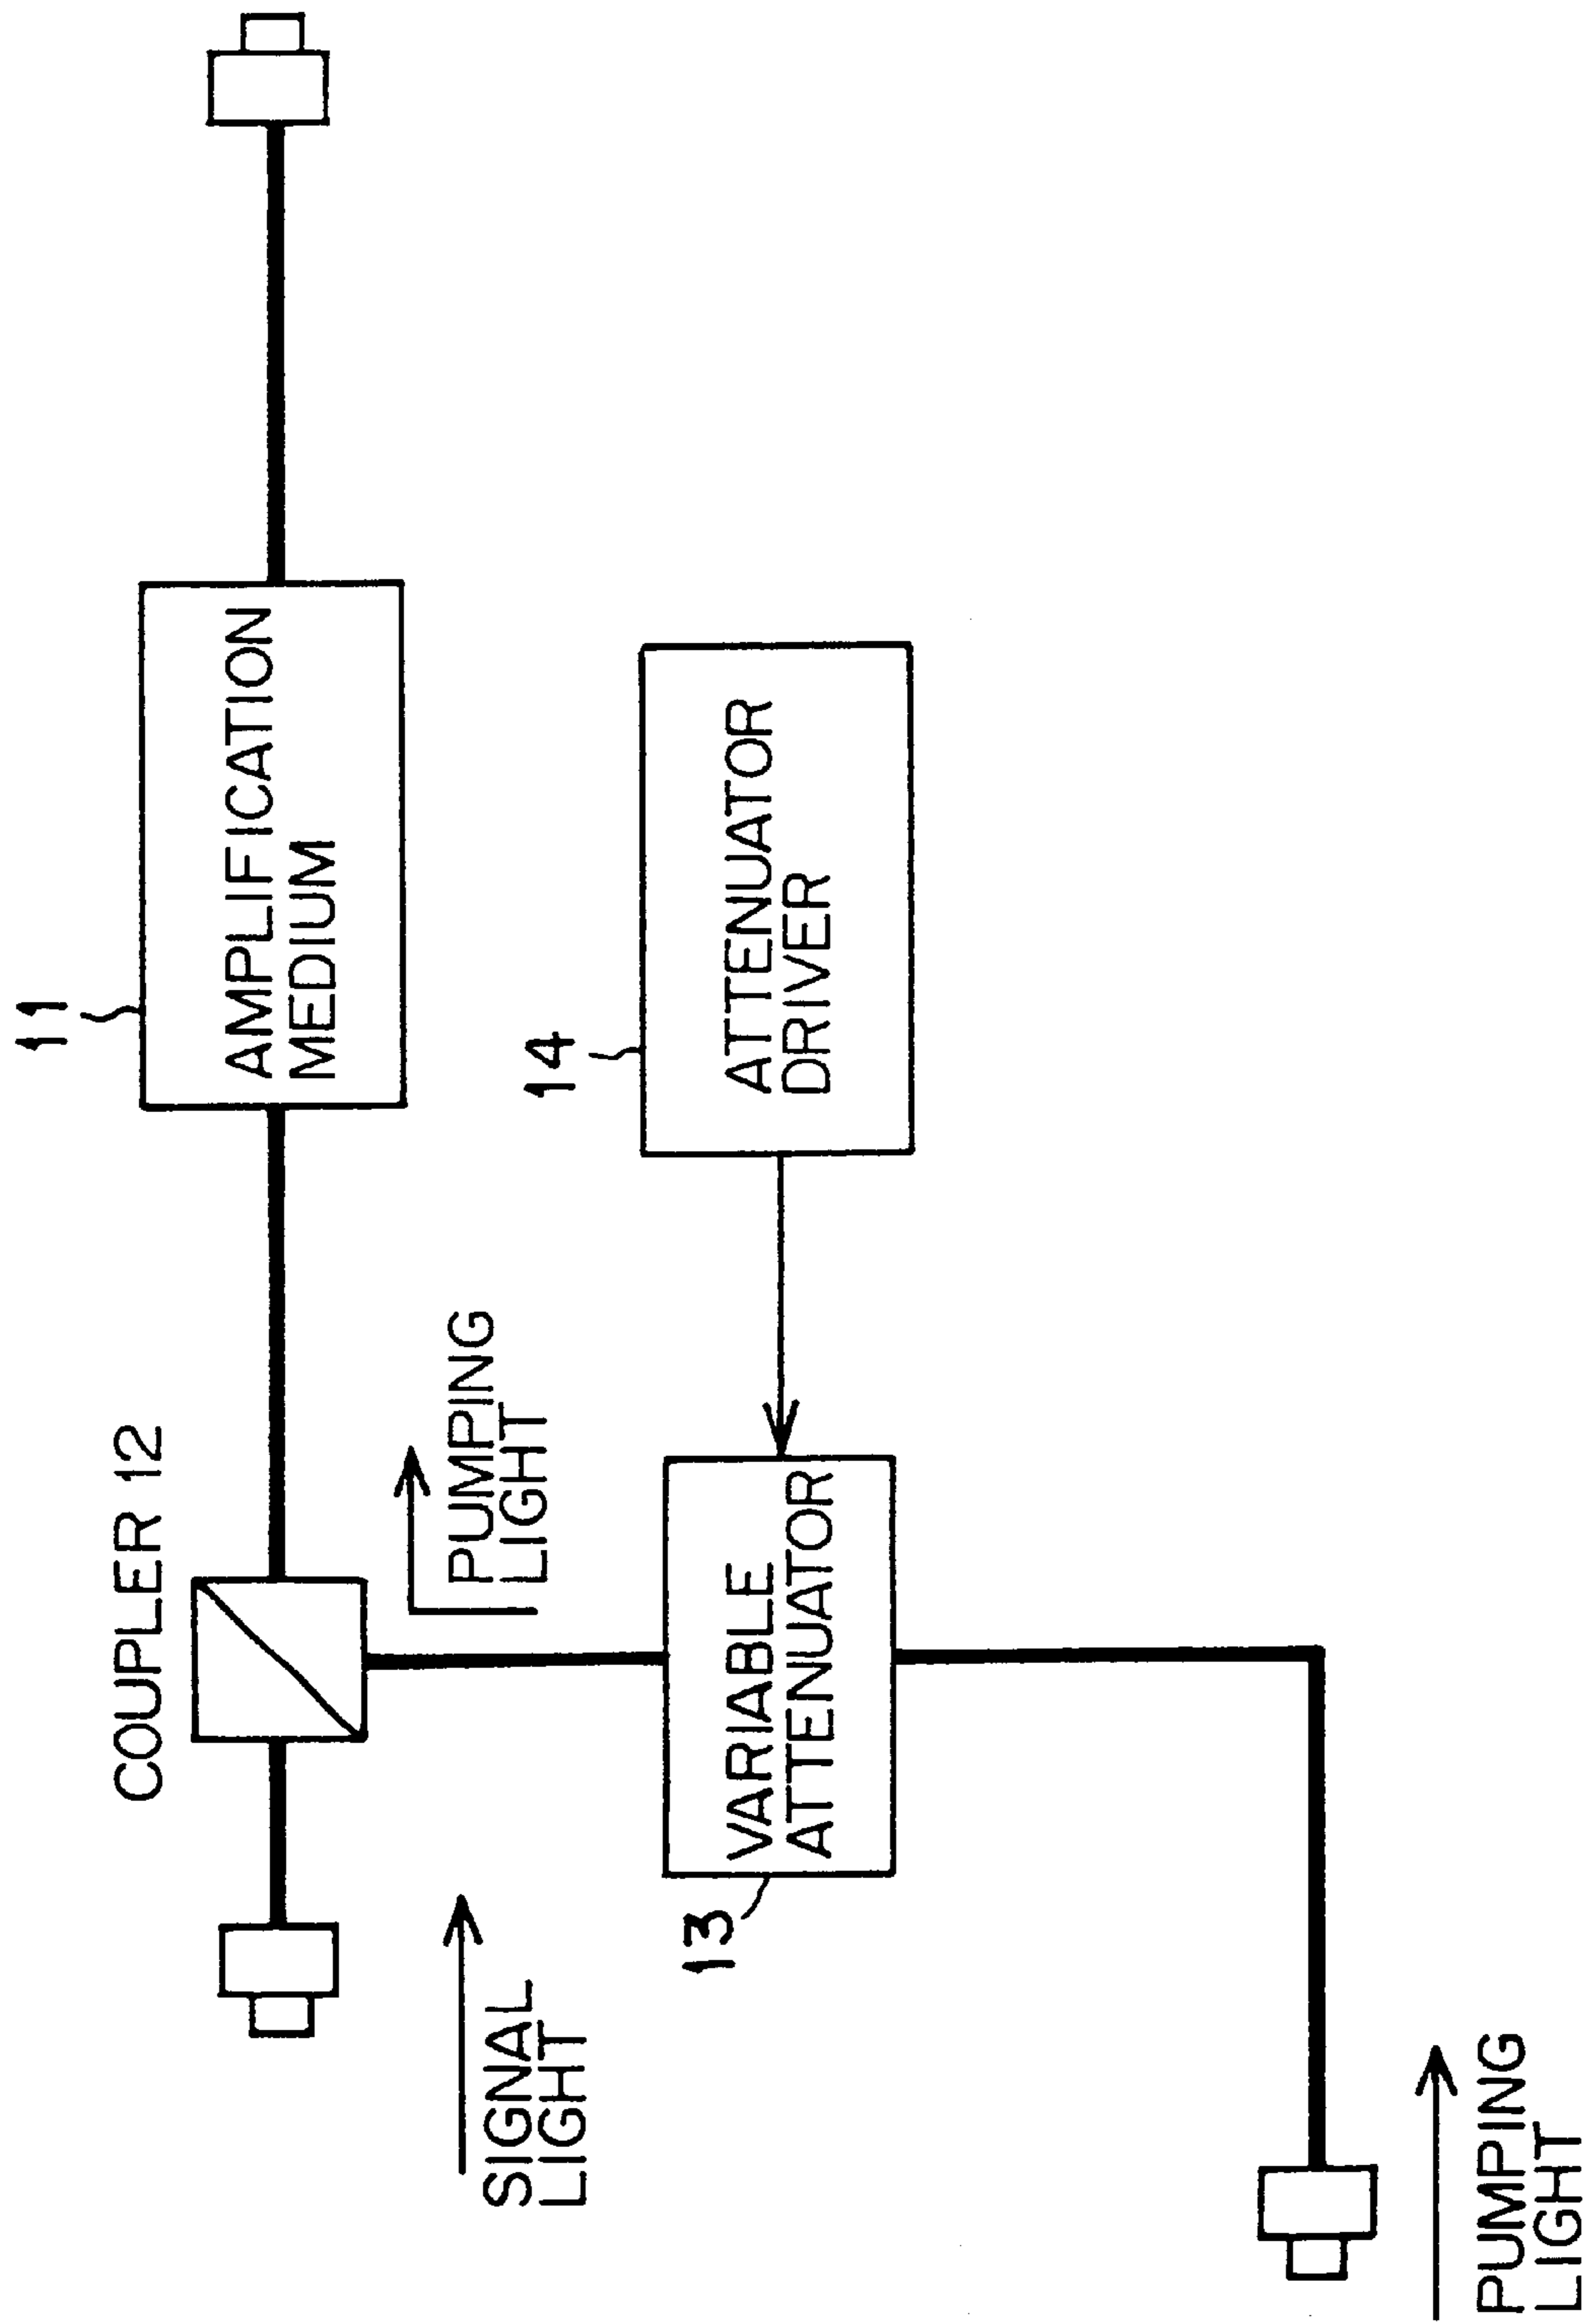 11
AMPLIFICATION
MEDIUM
COUPLER 12
PUMPING
LIGHT
14
ATTENUATOR
DRIVER
SIGNAL
LIGHT
13
VARIABLE
ATTENUATOR
PUMPING
LIGHT